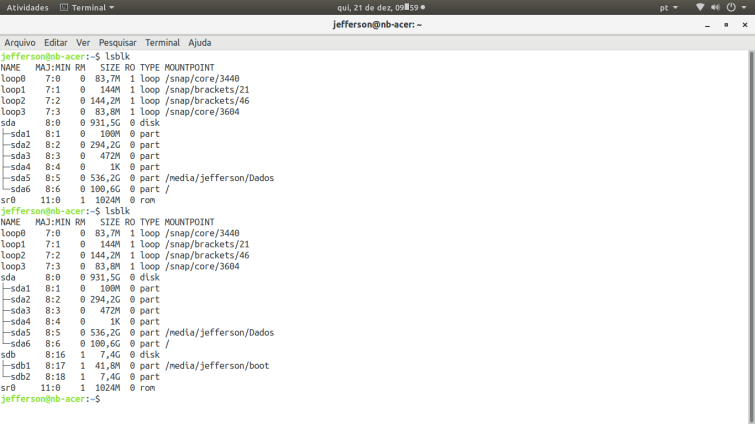 Atividades Terminal qui, 21 de dez, 09:59 pt
jefferson@nb-acer: ~
Arquivo Editar Ver Pesquisar Terminal Ajuda
jefferson@nb-acer:~$ lsblk
NAME MAJ:MIN RM SIZE RO TYPE MOUNTPOINT
loop0 7:0 0 83,7M 1 loop /snap/core/3440
loop1 7:1 0 144M 1 loop /snap/brackets/21
loop2 7:2 0 144,2M 1 loop /snap/brackets/46
loop3 7:3 0 83,8M 1 loop /snap/core/3604
sda 8:0 0 931,5G 0 disk
├─sda1 8:1 0 100M 0 part
├─sda2 8:2 0 294,2G 0 part
├─sda3 8:3 0 472M 0 part
├─sda4 8:4 0 1K 0 part
├─sda5 8:5 0 536,2G 0 part /media/jefferson/Dados
└─sda6 8:6 0 100,6G 0 part /
sr0 11:0 1 1024M 0 rom
jefferson@nb-acer:~$ lsblk
NAME MAJ:MIN RM SIZE RO TYPE MOUNTPOINT
loop0 7:0 0 83,7M 1 loop /snap/core/3440
loop1 7:1 0 144M 1 loop /snap/brackets/21
loop2 7:2 0 144,2M 1 loop /snap/brackets/46
loop3 7:3 0 83,8M 1 loop /snap/core/3604
sda 8:0 0 931,5G 0 disk
├─sda1 8:1 0 100M 0 part
├─sda2 8:2 0 294,2G 0 part
├─sda3 8:3 0 472M 0 part
├─sda4 8:4 0 1K 0 part
├─sda5 8:5 0 536,2G 0 part /media/jefferson/Dados
└─sda6 8:6 0 100,6G 0 part /
sdb 8:16 1 7,4G 0 disk
├─sdb1 8:17 1 41,8M 0 part /media/jefferson/boot
└─sdb2 8:18 1 7,4G 0 part
sr0 11:0 1 1024M 0 rom
jefferson@nb-acer:~$